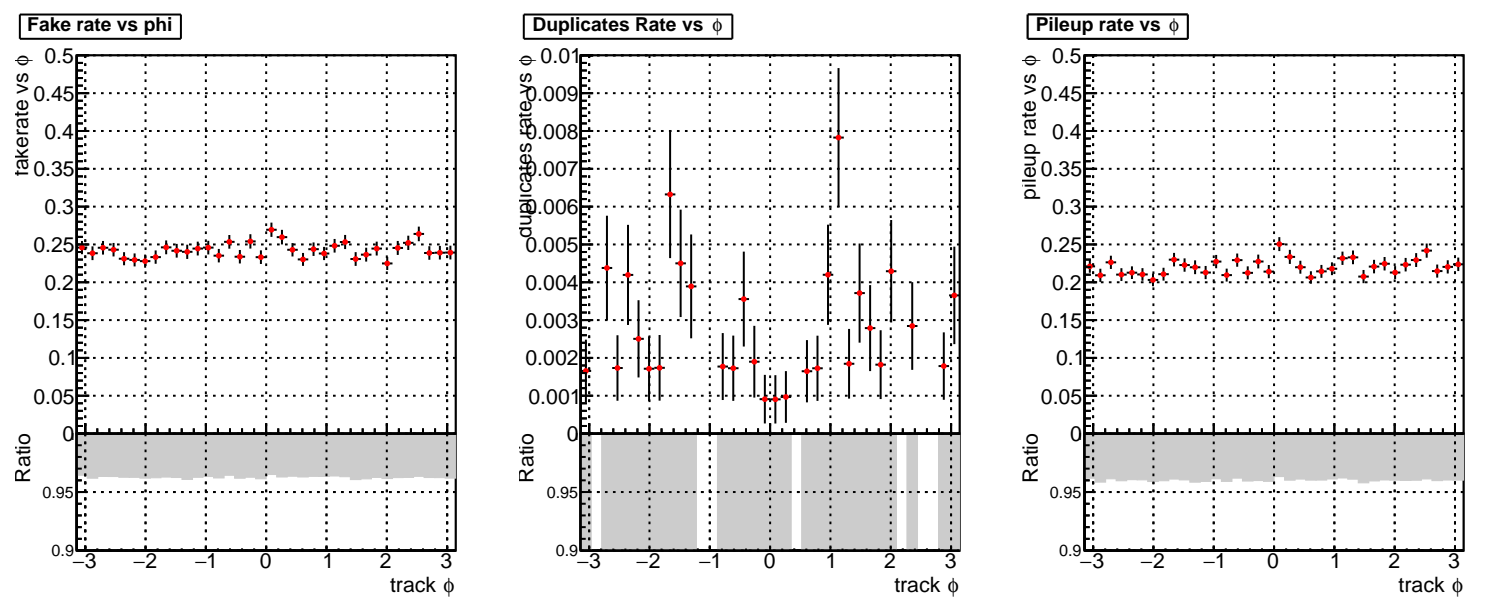 Fake rate vs phi
fakerate vs ϕ
0.5
0.45
0.4
0.35
0.3
0.25
0.2
0.15
0.1
0.05
0
Ratio
0.95
0.9
−3 −2 −1 0 1 2 3
track ϕ
Duplicates Rate vs ϕ
duplicates rate vs ϕ
0.01
0.009
0.008
0.007
0.006
0.005
0.004
0.003
0.002
0.001
0
Ratio
0.95
0.9
−3 −2 −1 0 1 2 3
track ϕ
Pileup rate vs ϕ
pileup rate vs ϕ
0.5
0.45
0.4
0.35
0.3
0.25
0.2
0.15
0.1
0.05
0
Ratio
0.95
0.9
−3 −2 −1 0 1 2 3
track ϕ